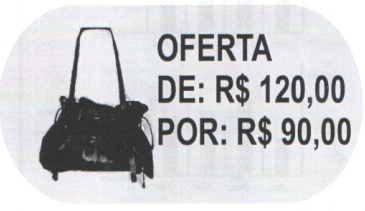 OFERTA
DE: R$ 120,00
POR: R$ 90,00